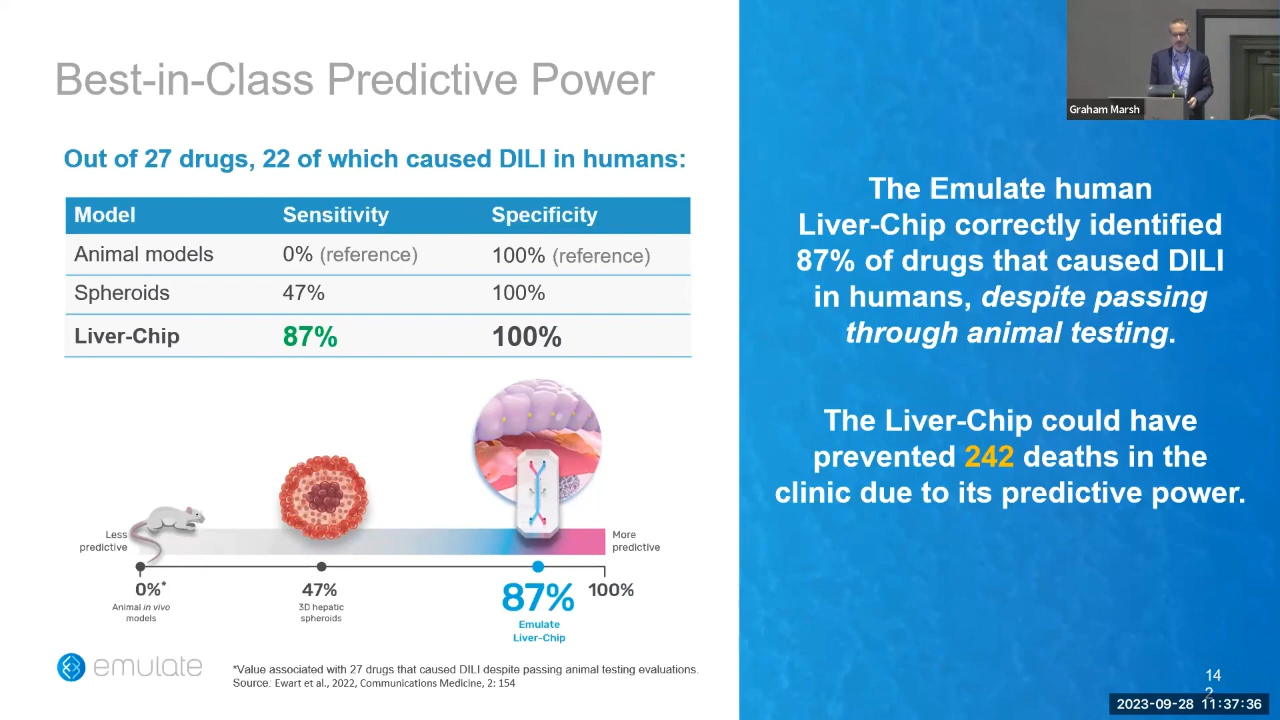 Best-in-Class Predictive Power
Out of 27 drugs, 22 of which caused DILI in humans:
Model Sensitivity Specificity
Animal models 0% (reference) 100% (reference)
Spheroids 47% 100%
Liver-Chip 87% 100%
Less
predictive
More
predictive
0%* 47% 87% 100%
Animal in vivo
models
3D hepatic
spheroids
Emulate
Liver-Chip
emulate
*Value associated with 27 drugs that caused DILI despite passing animal testing evaluations.
Source: Ewart et al., 2022, Communications Medicine, 2: 154
Graham Marsh
The Emulate human
Liver-Chip correctly identified
87% of drugs that caused DILI
in humans, despite passing
through animal testing.
The Liver-Chip could have
prevented 242 deaths in the
clinic due to its predictive power.
14
2
2023-09-28 11:37:36